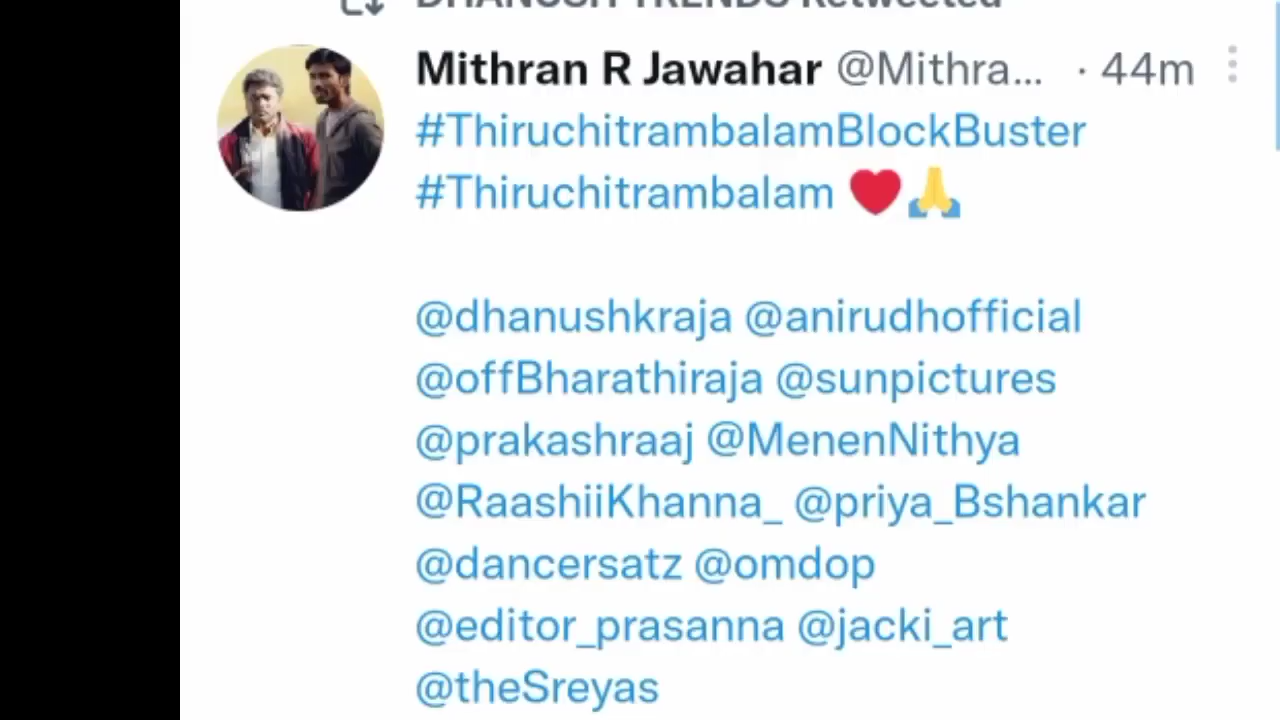 DHANUSH TRENDS Retweeted
Mithran R Jawahar @Mithra... · 44m
#ThiruchitrambalamBlockBuster
#Thiruchitrambalam ❤️🙏
@dhanushkraja @anirudhofficial
@offBharathiraja @sunpictures
@prakashraaj @MenenNithya
@RaashiiKhanna_ @priya_Bshankar
@dancersatz @omdop
@editor_prasanna @jacki_art
@theSreyas